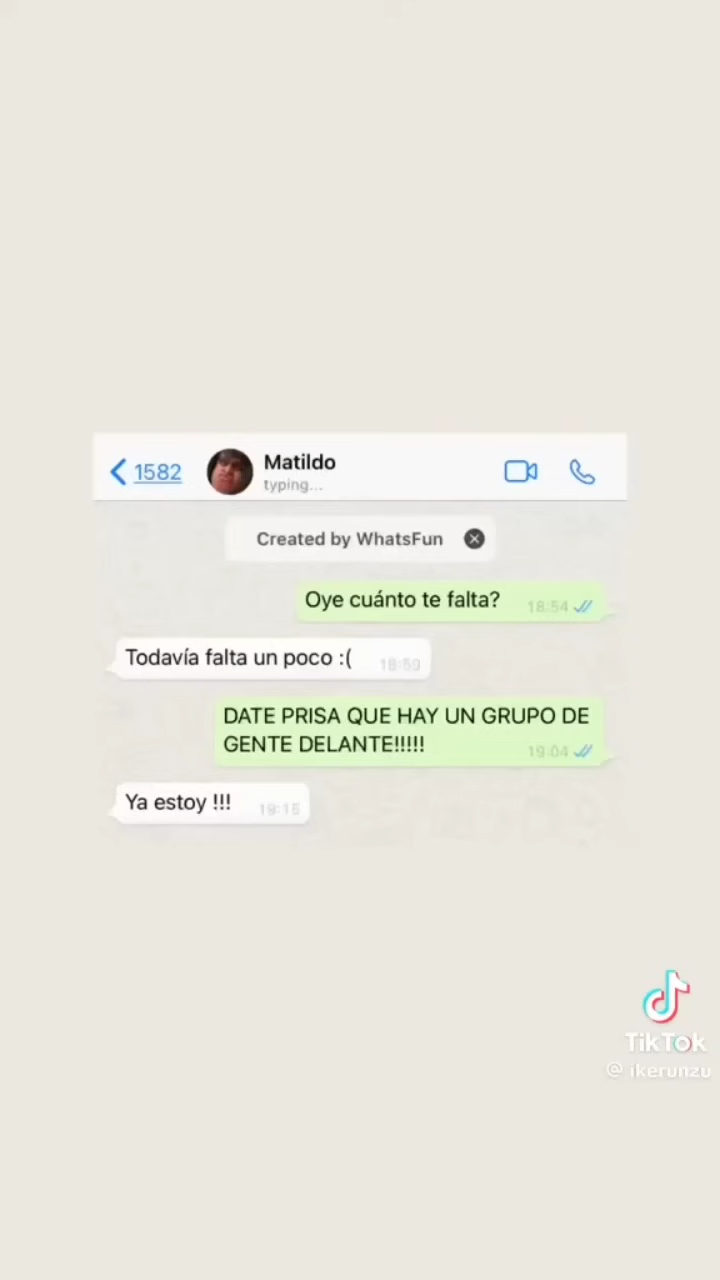 1582
Matildo
typing...
Created by WhatsFun
Oye cuánto te falta?
18:54
Todavía falta un poco :(
18:59
DATE PRISA QUE HAY UN GRUPO DE
GENTE DELANTE!!!!!
19:04
Ya estoy !!!
19:15
TikTok
@ikerunzu